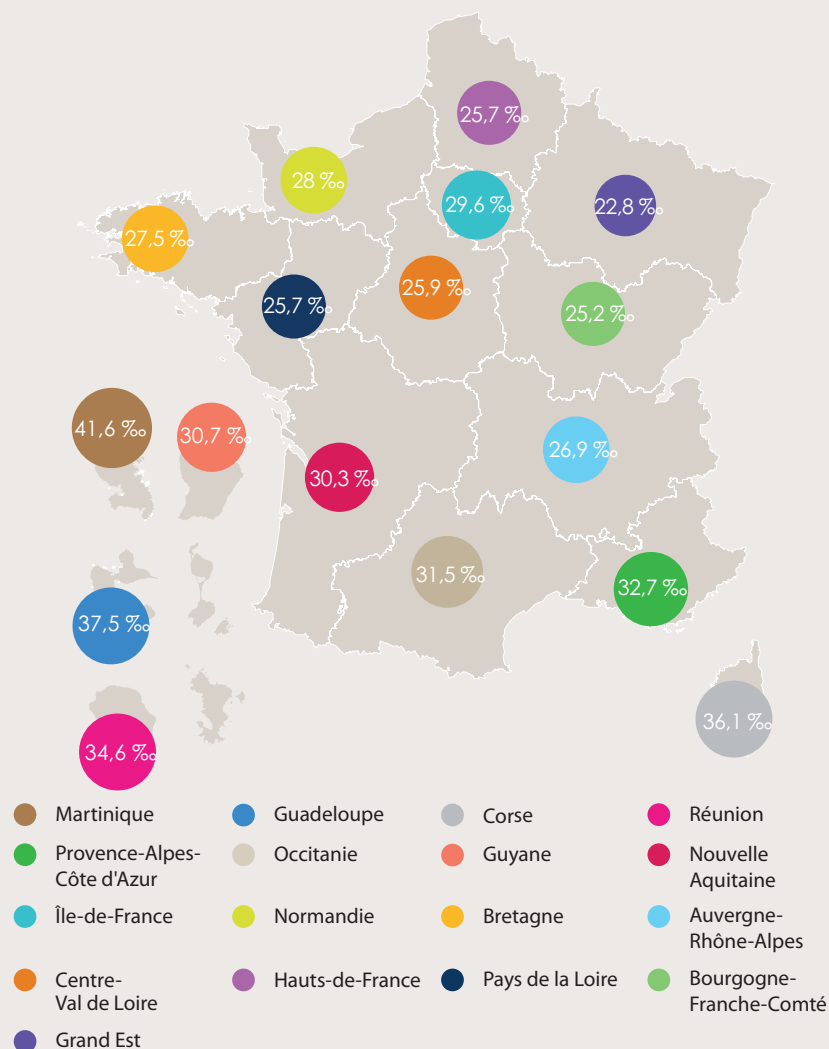 25,7 ‰
28 ‰
29,6 ‰
22,8 ‰
27,5 ‰
25,9 ‰
25,7 ‰
25,2 ‰
41,6 ‰
30,7 ‰
26,9 ‰
30,3 ‰
31,5 ‰
32,7 ‰
37,5 ‰
36,1 ‰
34,6 ‰
Martinique
Guadeloupe
Corse
Réunion
Provence-Alpes-
Côte d'Azur
Occitanie
Guyane
Nouvelle
Aquitaine
Île-de-France
Normandie
Bretagne
Auvergne-
Rhône-Alpes
Centre-
Val de Loire
Hauts-de-France
Pays de la Loire
Bourgogne-
Franche-Comté
Grand Est